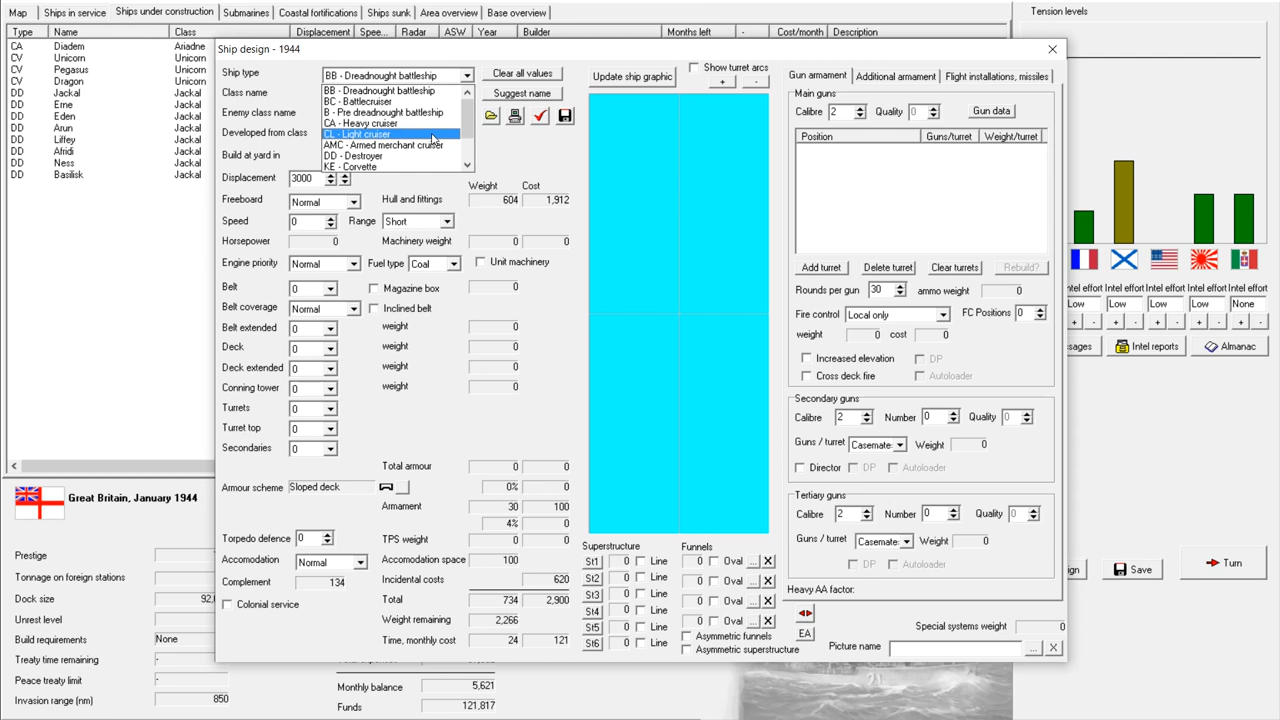 Map Ships in service Ships under construction Submarines Coastal fortifications Ships sunk Area overview Base overview
Type Name Class Displacement Spee... Radar ASW Year Builder Months left - Cost/month Description
CA Diadem Ariadne
CV Unicorn
CV Pegasus
CV Dragon
DD Jackal Jackal
DD Erne Jackal
DD Eden Jackal
DD Arun Jackal
DD Liffey Jackal
DD Afridi Jackal
DD Ness Jackal
DD Basilisk Jackal
Great Britain, January 1944
Prestige
Tonnage on foreign stations
Dock size 92,
Unrest level
Build requirements None
Treaty time remaining -
Peace treaty limit -
Invasion range (nm) 850
Monthly balance 5,621
Funds 121,817
Ship design - 1944
Ship type BB - Dreadnought battleship
BB - Dreadnought battleship
BC - Battlecruiser
B - Pre dreadnought battleship
CA - Heavy cruiser
CL - Light cruiser
AMC - Armed merchant cruiser
DD - Destroyer
KE - Corvette
Clear all values
Class name
Suggest name
Enemy class name
Developed from class
Build at yard in
Displacement 3000
Weight Cost
Freeboard Normal Hull and fittings 604 1,912
Speed 0 Range Short
Horsepower 0 Machinery weight 0 0
Engine priority Normal Fuel type Coal Unit machinery
Belt 0 Magazine box 0
Belt coverage Normal Inclined belt
Belt extended 0 weight 0
Deck 0 weight 0
Deck extended 0 weight 0
Conning tower 0 weight 0
Turrets 0
Turret top 0
Secondaries 0
Total armour 0 0
Armour scheme Sloped deck 0% 0
Armament 30 100
4% 0
Torpedo defence 0 TPS weight 0 0
Accomodation Normal Accomodation space 100
Complement 134 Incidental costs 620
Colonial service Total 734 2,900
Weight remaining 2,266
Time, monthly cost 24 121
Update ship graphic Show turret arcs
+ -
Superstructure Funnels
St1 0 Line 0 Oval ... X
St2 0 Line 0 Oval ... X
St3 0 Line 0 Oval ... X
St4 0 Line 0 Oval ... X
St5 0 Line Asymmetric funnels
St6 0 Line Asymmetric superstructure
Gun armament Additional armament Flight installations, missiles
Main guns
Calibre 2 Quality 0 Gun data
Position Guns/turret Weight/turret
Add turret Delete turret Clear turrets Rebuild?
Rounds per gun 30 ammo weight 0
Fire control Local only FC Positions 0
weight 0 cost 0
Increased elevation DP
Cross deck fire Autoloader
Secondary guns
Calibre 2 Number 0 Quality 0
Guns / turret Casemate: Weight 0
Director DP Autoloader
Tertiary guns
Calibre 2 Number 0 Quality 0
Guns / turret Casemate: Weight 0
DP Autoloader
Heavy AA factor:
EA
Special systems weight 0
Picture name ... X
Tension levels
Intel effort Intel effort Intel effort Intel effort Intel effort
Low Low Low Low None
+ - + - + - + - + -
ssages Intel reports Almanac
ign Save Turn